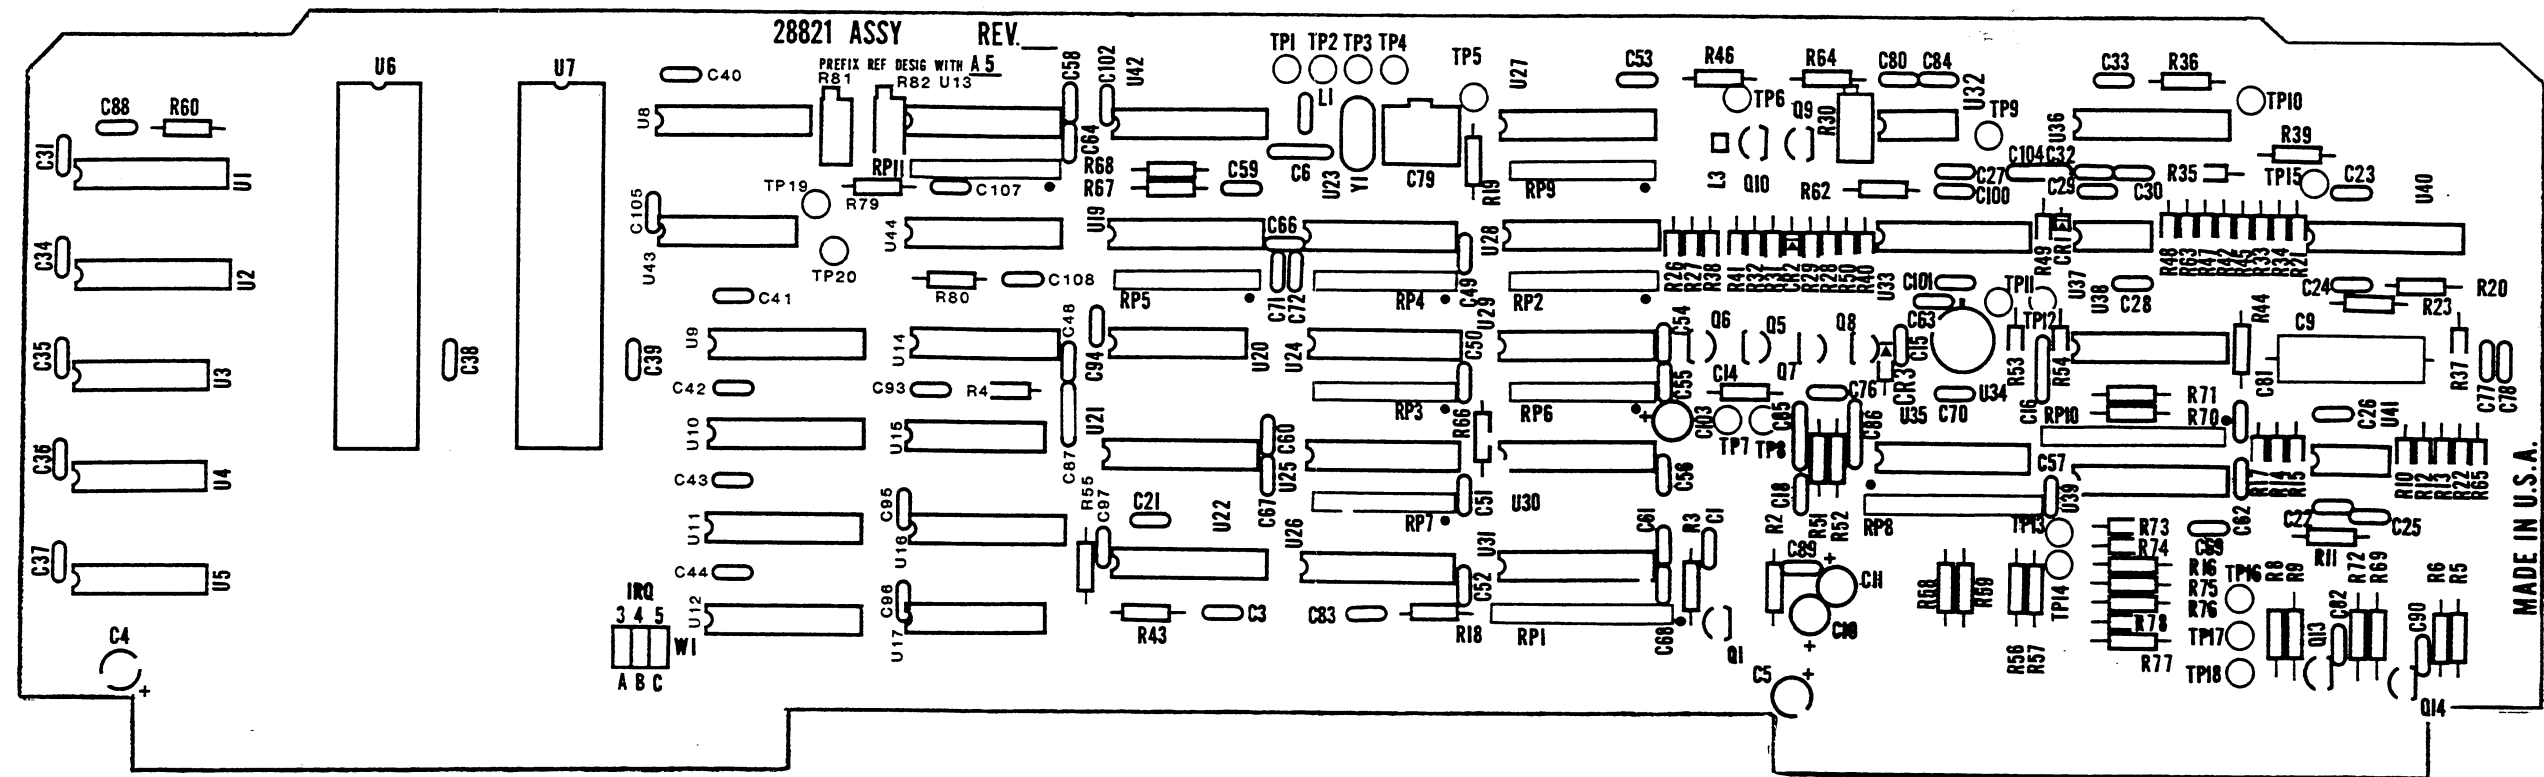 28821 ASSY REV.__
PREFIX REF DESIG WITH A5
U6
U7
C40
R81
R82 U13
C58
C102
U42
TP1 TP2 TP3 TP4
TP5
U27
C53
R46
R64
C80 C84
C33
R36
C88
R60
U8
L1
TP6
Q9
R30
U32
TP9
U36
TP10
C31
U1
RP11
C64
R68
R67
C59
C6
U23
Y1
C79
R19
RP9
L3
Q10
R62
C27
C100
C104
C32
C29
C30
R35
R39
TP15
C23
U40
TP19
R79
C107
C105
U43
U44
U19
C66
U28
TP20
C34
U2
R80
C108
RP5
C71
C72
RP4
C49
RP2
R26
R27
R38
R41
R32
R31
CR2
R29
R28
R50
R40
U33
R49
CR1
R48
R63
R47
R42
R45
R33
R34
R21
C101
TP11
U37
U38
C28
C24
R20
R23
C41
U9
U14
C48
C94
U20
U24
C50
U29
C54
Q6
Q5
Q8
C63
C15
TP12
R53
R54
R44
C9
R37
C77
C78
C35
U3
C38
C39
C42
C93
R4
U21
RP3
RP6
C55
C14
Q7
C76
CR3
C70
U34
C16
R71
R70
C81
C26
U41
U10
U15
C87
C60
R66
C103
TP7
TP8
C85
C86
U35
RP10
C36
U4
C43
C95
R55
C97
C21
U22
C67
U25
RP7
C51
U30
C56
C18
R51
R52
RP8
C57
U39
C62
R17
R14
R15
R10
R12
R13
R22
R65
C22
C25
R11
U11
U16
U26
U31
C61
R3
C1
R2
C89
C11
TP13
TP14
R73
R74
R16
R75
R76
R78
R77
C69
TP16
TP17
TP18
R8
R9
R72
R69
R6
R5
C37
U5
C44
U12
C96
U17
R43
C3
C83
R18
C52
RP1
C68
Q1
C10
R58
R59
R56
R57
Q13
C82
C90
Q14
IRQ
3 4 5
W1
A B C
C4
+
C5
+
MADE IN U.S.A.